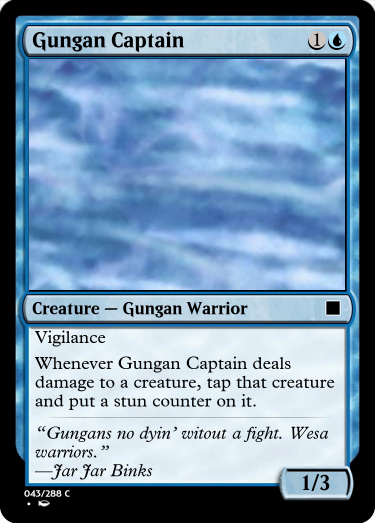 Gungan Captain 1
Creature — Gungan Warrior
Vigilance
Whenever Gungan Captain deals
damage to a creature, tap that creature
and put a stun counter on it.
“Gungans no dyin’ witout a fight. Wesa
warriors.”
—Jar Jar Binks
1/3
043/288 C